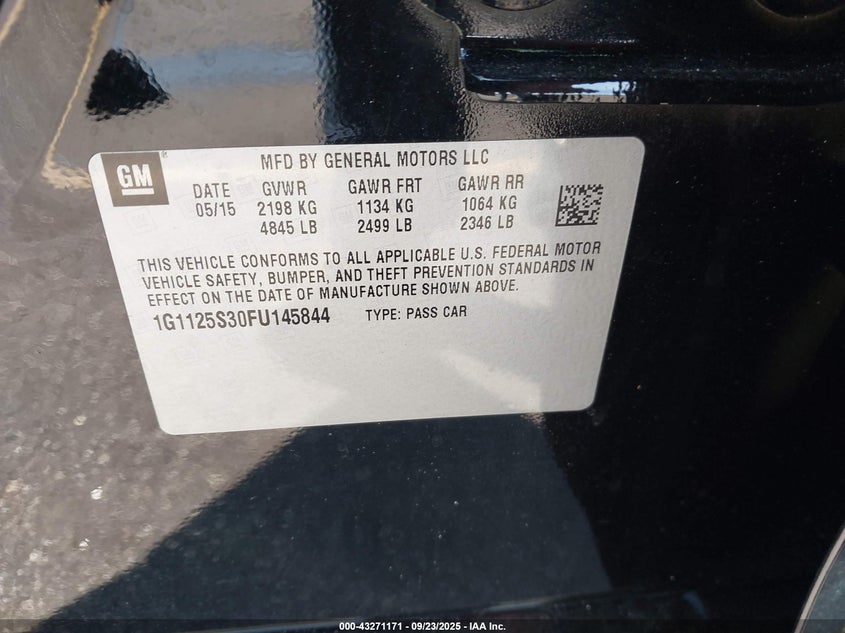 GM
MFD BY GENERAL MOTORS LLC
DATE GVWR GAWR FRT GAWR RR
05/15 2198 KG 1134 KG 1064 KG
4845 LB 2499 LB 2346 LB
THIS VEHICLE CONFORMS TO ALL APPLICABLE U.S. FEDERAL MOTOR
VEHICLE SAFETY, BUMPER, AND THEFT PREVENTION STANDARDS IN
EFFECT ON THE DATE OF MANUFACTURE SHOWN ABOVE.
1G1125S30FU145844 TYPE: PASS CAR
000-43271171 - 09/23/2025 - IAA Inc.